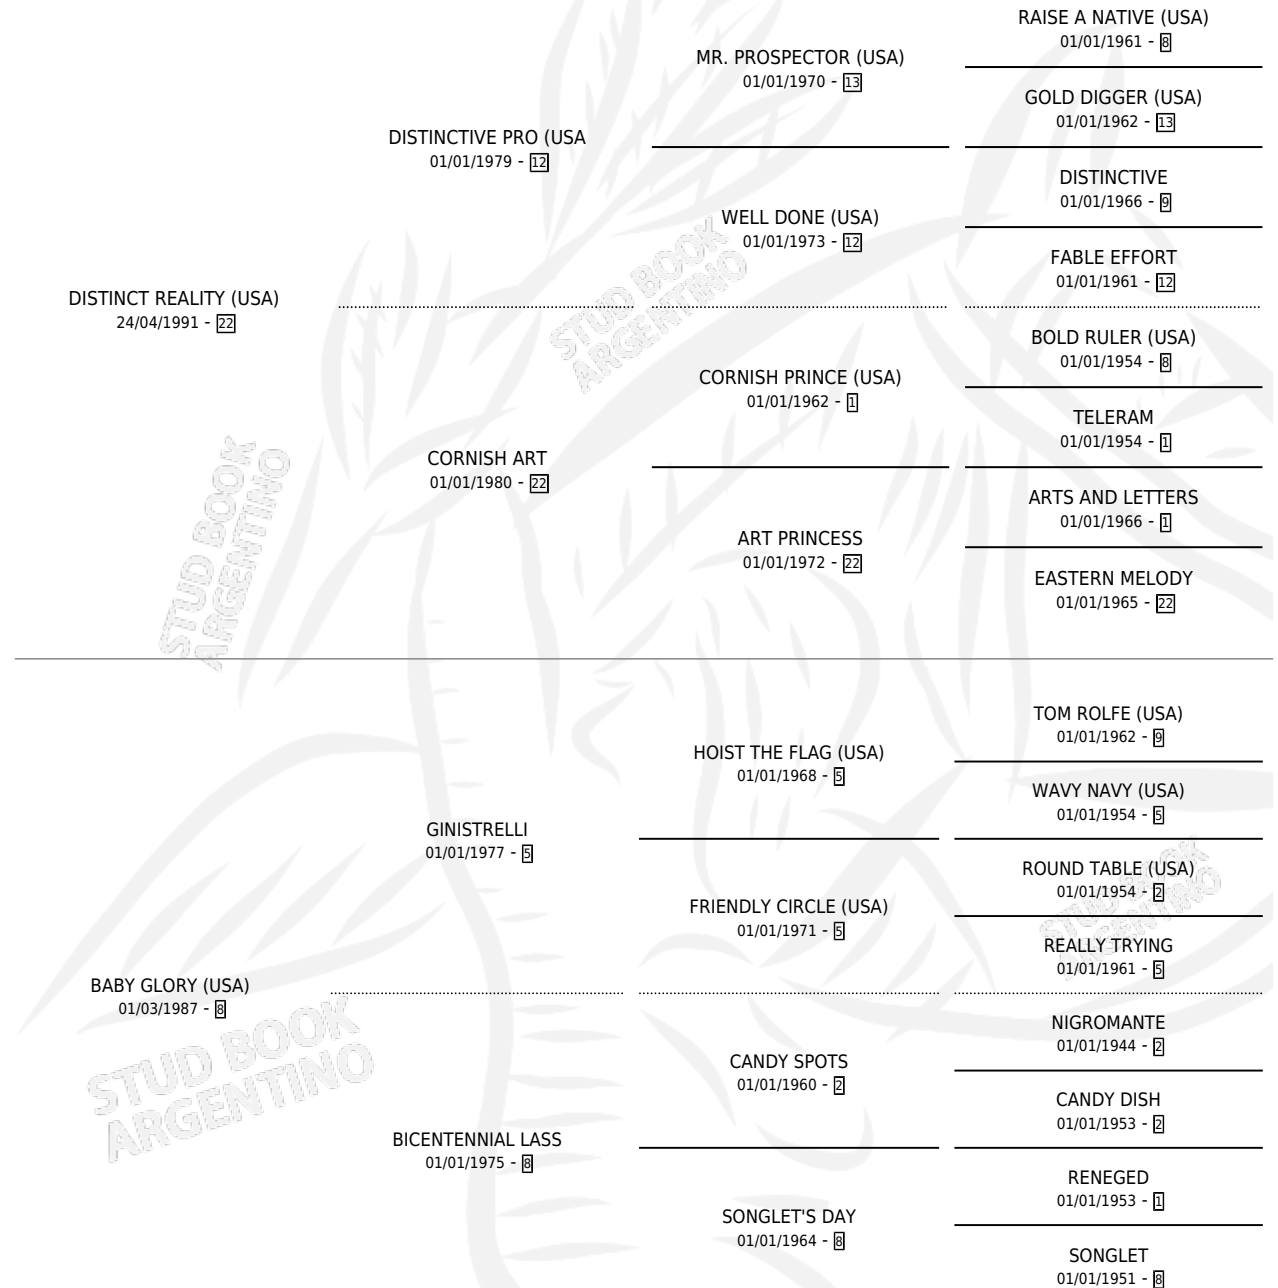 RAISE A NATIVE (USA)
01/01/1961 - 8
MR. PROSPECTOR (USA)
01/01/1970 - 13
GOLD DIGGER (USA)
01/01/1962 - 13
DISTINCTIVE PRO (USA
01/01/1979 - 12
DISTINCTIVE
01/01/1966 - 9
WELL DONE (USA)
01/01/1973 - 12
FABLE EFFORT
01/01/1961 - 12
DISTINCT REALITY (USA)
24/04/1991 - 22
STUD BOOK
ARGENTINO
BOLD RULER (USA)
01/01/1954 - 8
CORNISH PRINCE (USA)
01/01/1962 - 1
TELERAM
01/01/1954 - 1
CORNISH ART
01/01/1980 - 22
ARTS AND LETTERS
01/01/1966 - 1
ART PRINCESS
01/01/1972 - 22
EASTERN MELODY
01/01/1965 - 22
STUD BOOK
ARGENTINO
TOM ROLFE (USA)
01/01/1962 - 9
HOIST THE FLAG (USA)
01/01/1968 - 5
WAVY NAVY (USA)
01/01/1954 - 5
GINISTRELLI
01/01/1977 - 5
ROUND TABLE (USA)
01/01/1954 - 2
FRIENDLY CIRCLE (USA)
01/01/1971 - 5
STUD BOOK
ARGENTINO
REALLY TRYING
01/01/1961 - 5
BABY GLORY (USA)
01/03/1987 - 8
STUD BOOK
ARGENTINO
NIGROMANTE
01/01/1944 - 2
CANDY SPOTS
01/01/1960 - 2
CANDY DISH
01/01/1953 - 2
BICENTENNIAL LASS
01/01/1975 - 8
RENEGED
01/01/1953 - 1
SONGLET'S DAY
01/01/1964 - 8
SONGLET
01/01/1951 - 8